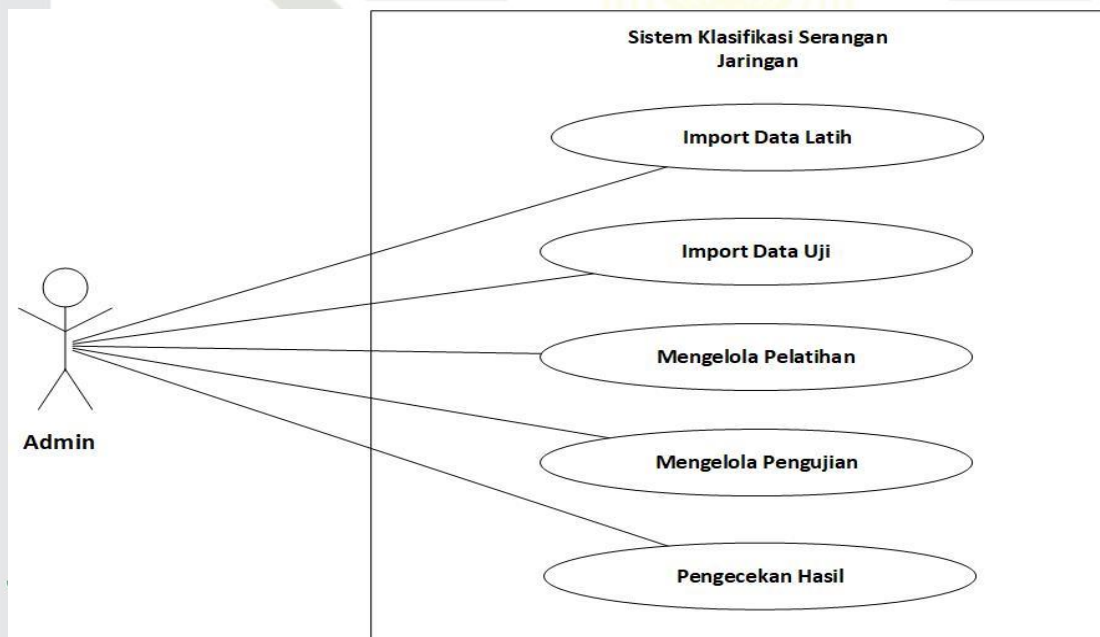 Sistem Klasifikasi Serangan
Jaringan
Import Data Latih
Import Data Uji
Mengelola Pelatihan
Admin
Mengelola Pengujian
Pengecekan Hasil